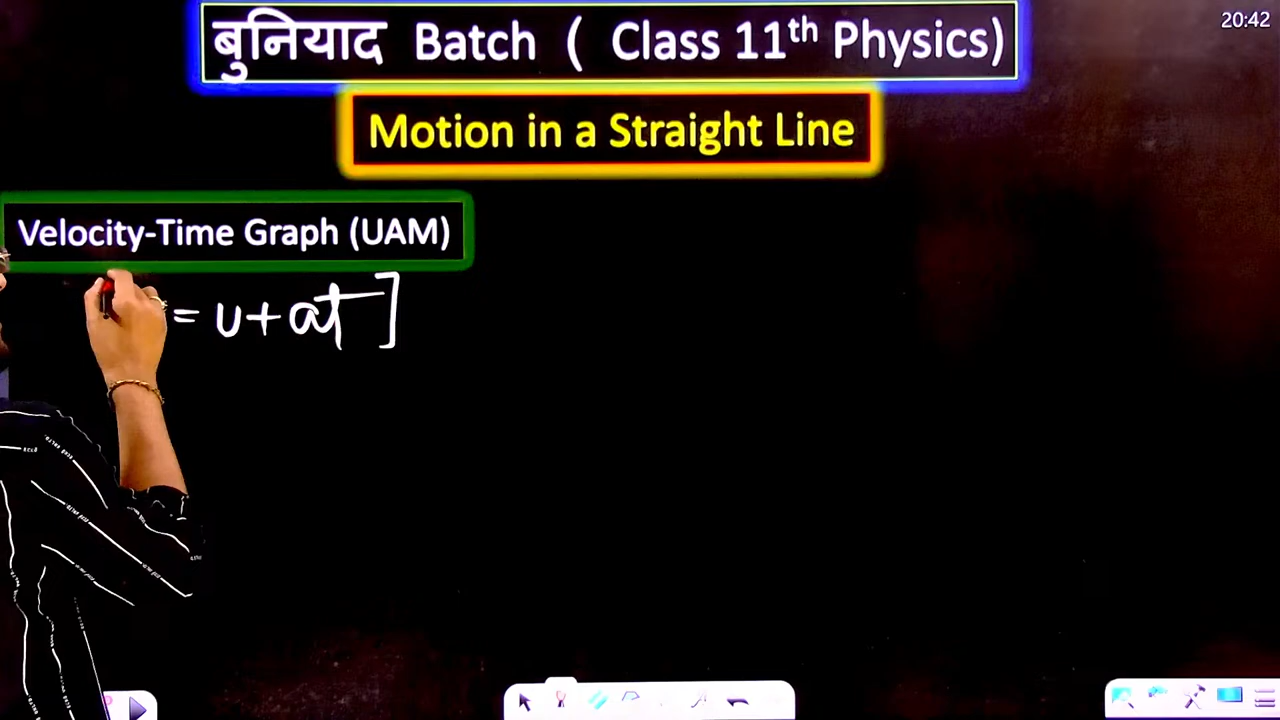 बुनियाद Batch ( Class 11th Physics)
20:42
Motion in a Straight Line
Velocity-Time Graph (UAM)
= u + at ]